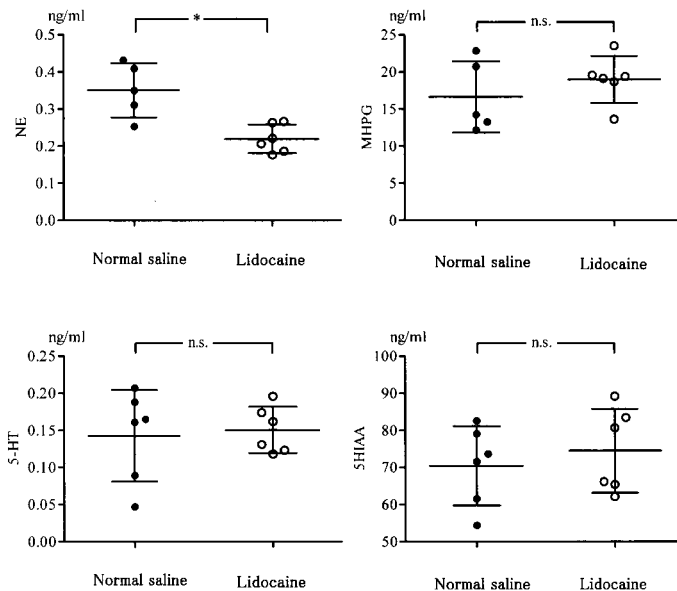 ng/ml
*
0.5
0.4
0.3
0.2
0.1
0.0
NE
Normal saline Lidocaine
ng/ml
n.s.
25
20
15
10
5
0
MHPG
Normal saline Lidocaine
ng/ml
n.s.
0.25
0.20
0.15
0.10
0.05
0.00
5-HT
Normal saline Lidocaine
ng/ml
n.s.
100
90
80
70
60
50
5HIAA
Normal saline Lidocaine